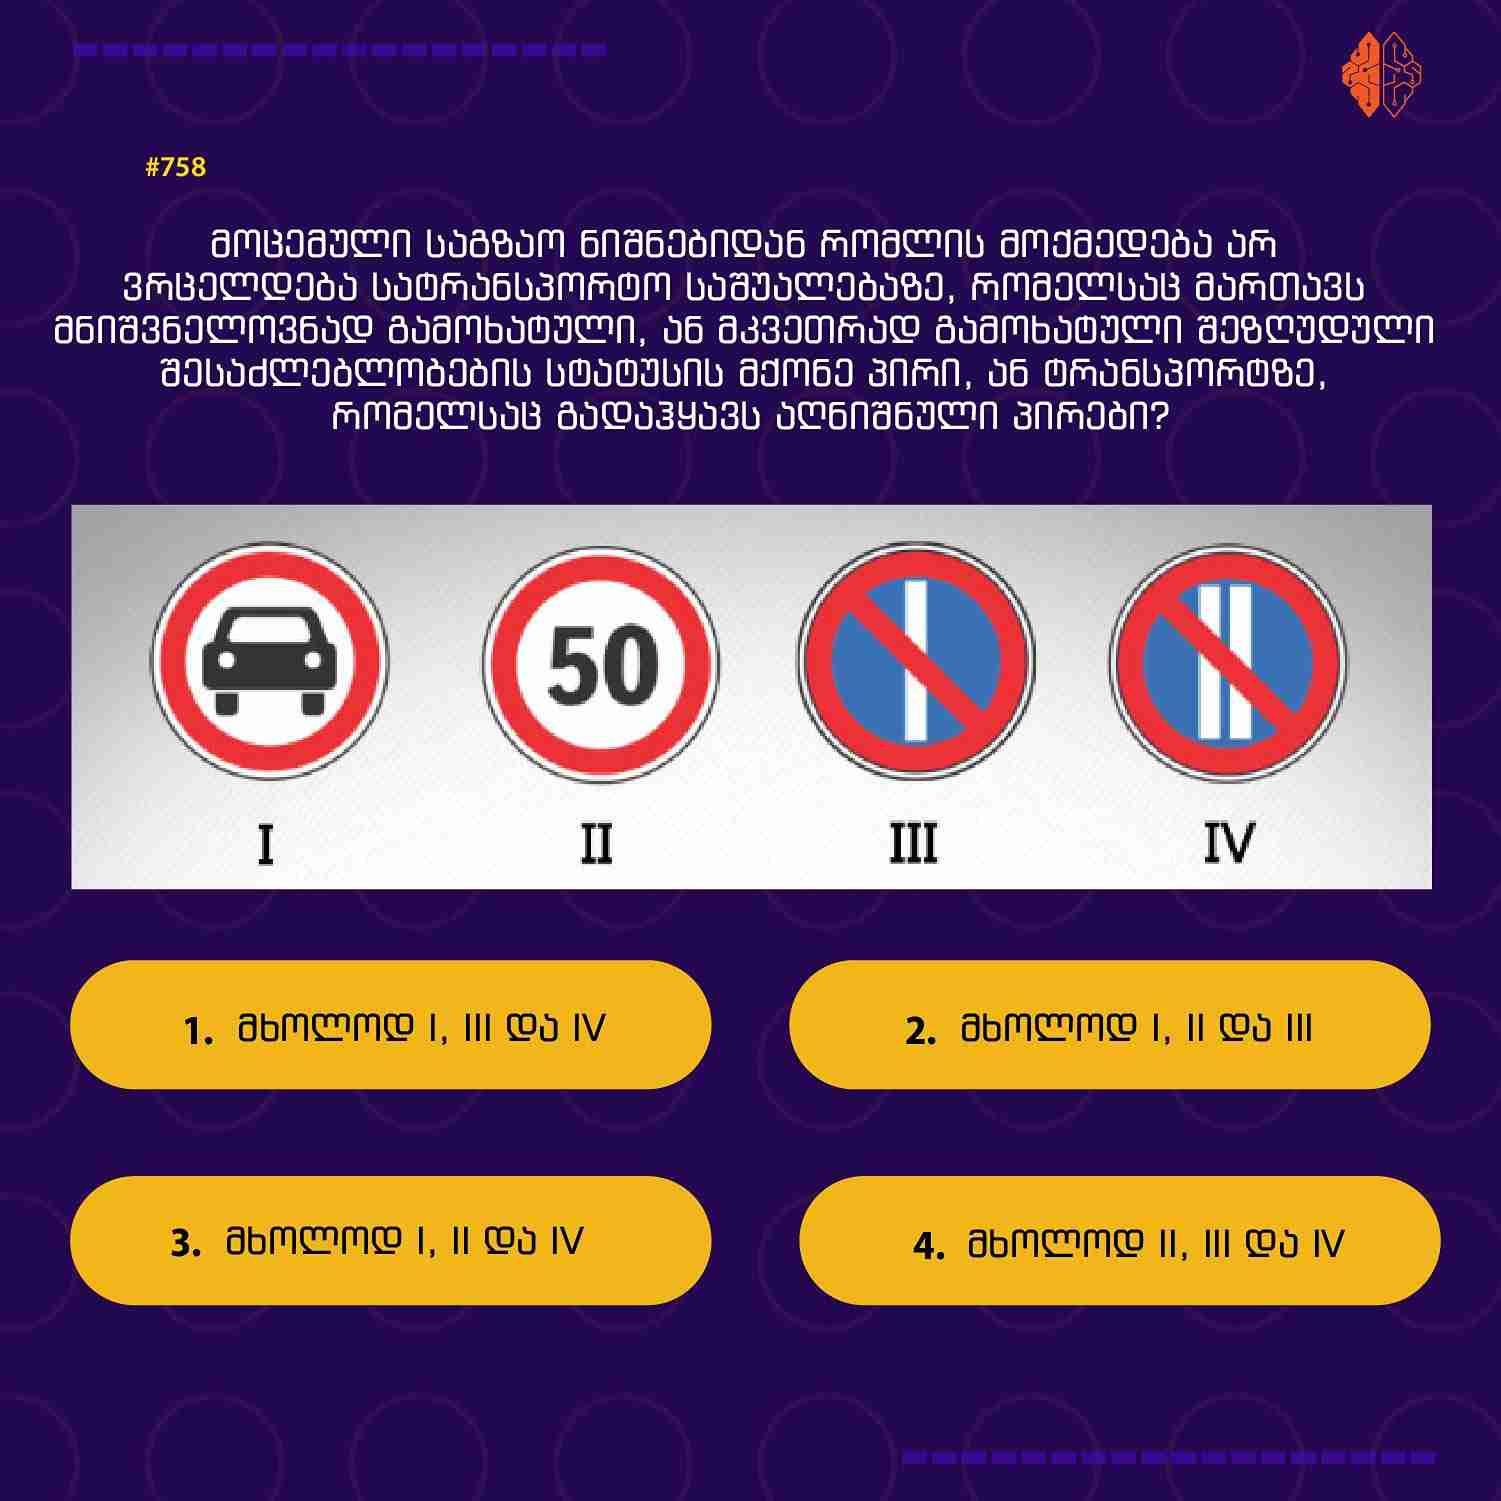 #758
მოცემული საგზაო ნიშნებიდან რომლის მოქმედება არ
ვრცელდება სატრანსპორტო საშუალებაზე, რომელსაც მართავს
მნიშვნელოვნად გამოხატული, ან მკვეთრად გამოხატული შეზღუდული
შესაძლებლობების სტატუსის მქონე პირი, ან ტრანსპორტზე,
რომელსაც გადაჰყავს აღნიშნული პირები?
50
I II III IV
1. მხოლოდ I, III და IV
2. მხოლოდ I, II და III
3. მხოლოდ I, II და IV
4. მხოლოდ II, III და IV